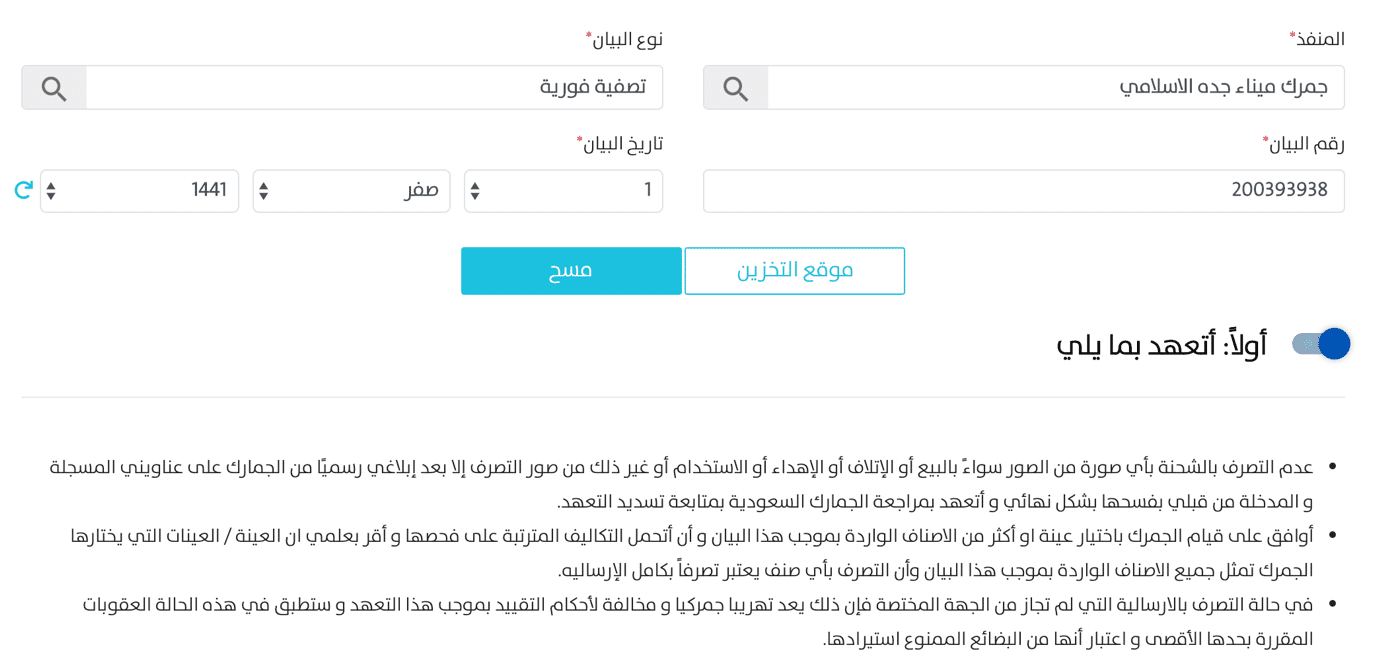 المنفذ*
نوع البيان*
جمرك ميناء جده الاسلامي
تصفية فورية
رقم البيان*
تاريخ البيان*
200393938
1
صفر
1441
موقع التخزين
مسح
أولاً: أتعهد بما يلي
عدم التصرف بالشحنة بأي صورة من الصور سواءً بالبيع أو الإتلاف أو الإهداء أو الاستخدام أو غير ذلك من صور التصرف إلا بعد إبلاغي رسميًا من الجمارك على عناويني المسجلة
و المدخلة من قبلي بفسحها بشكل نهائي و أتعهد بمراجعة الجمارك السعودية بمتابعة تسديد التعهد.
أوافق على قيام الجمرك باختيار عينة او أكثر من الاصناف الواردة بموجب هذا البيان و أن أتحمل التكاليف المترتبة على فحصها و أقر بعلمي ان العينة / العينات التي يختارها
الجمرك تمثل جميع الاصناف الواردة بموجب هذا البيان وأن التصرف بأي صنف يعتبر تصرفاً بكامل الإرساليه.
في حالة التصرف بالارسالية التي لم تجاز من الجهة المختصة فإن ذلك يعد تهريبا جمركيا و مخالفة لأحكام التقييد بموجب هذا التعهد و ستطبق في هذه الحالة العقوبات
المقررة بحدها الأقصى و اعتبار أنها من البضائع الممنوع استيرادها.